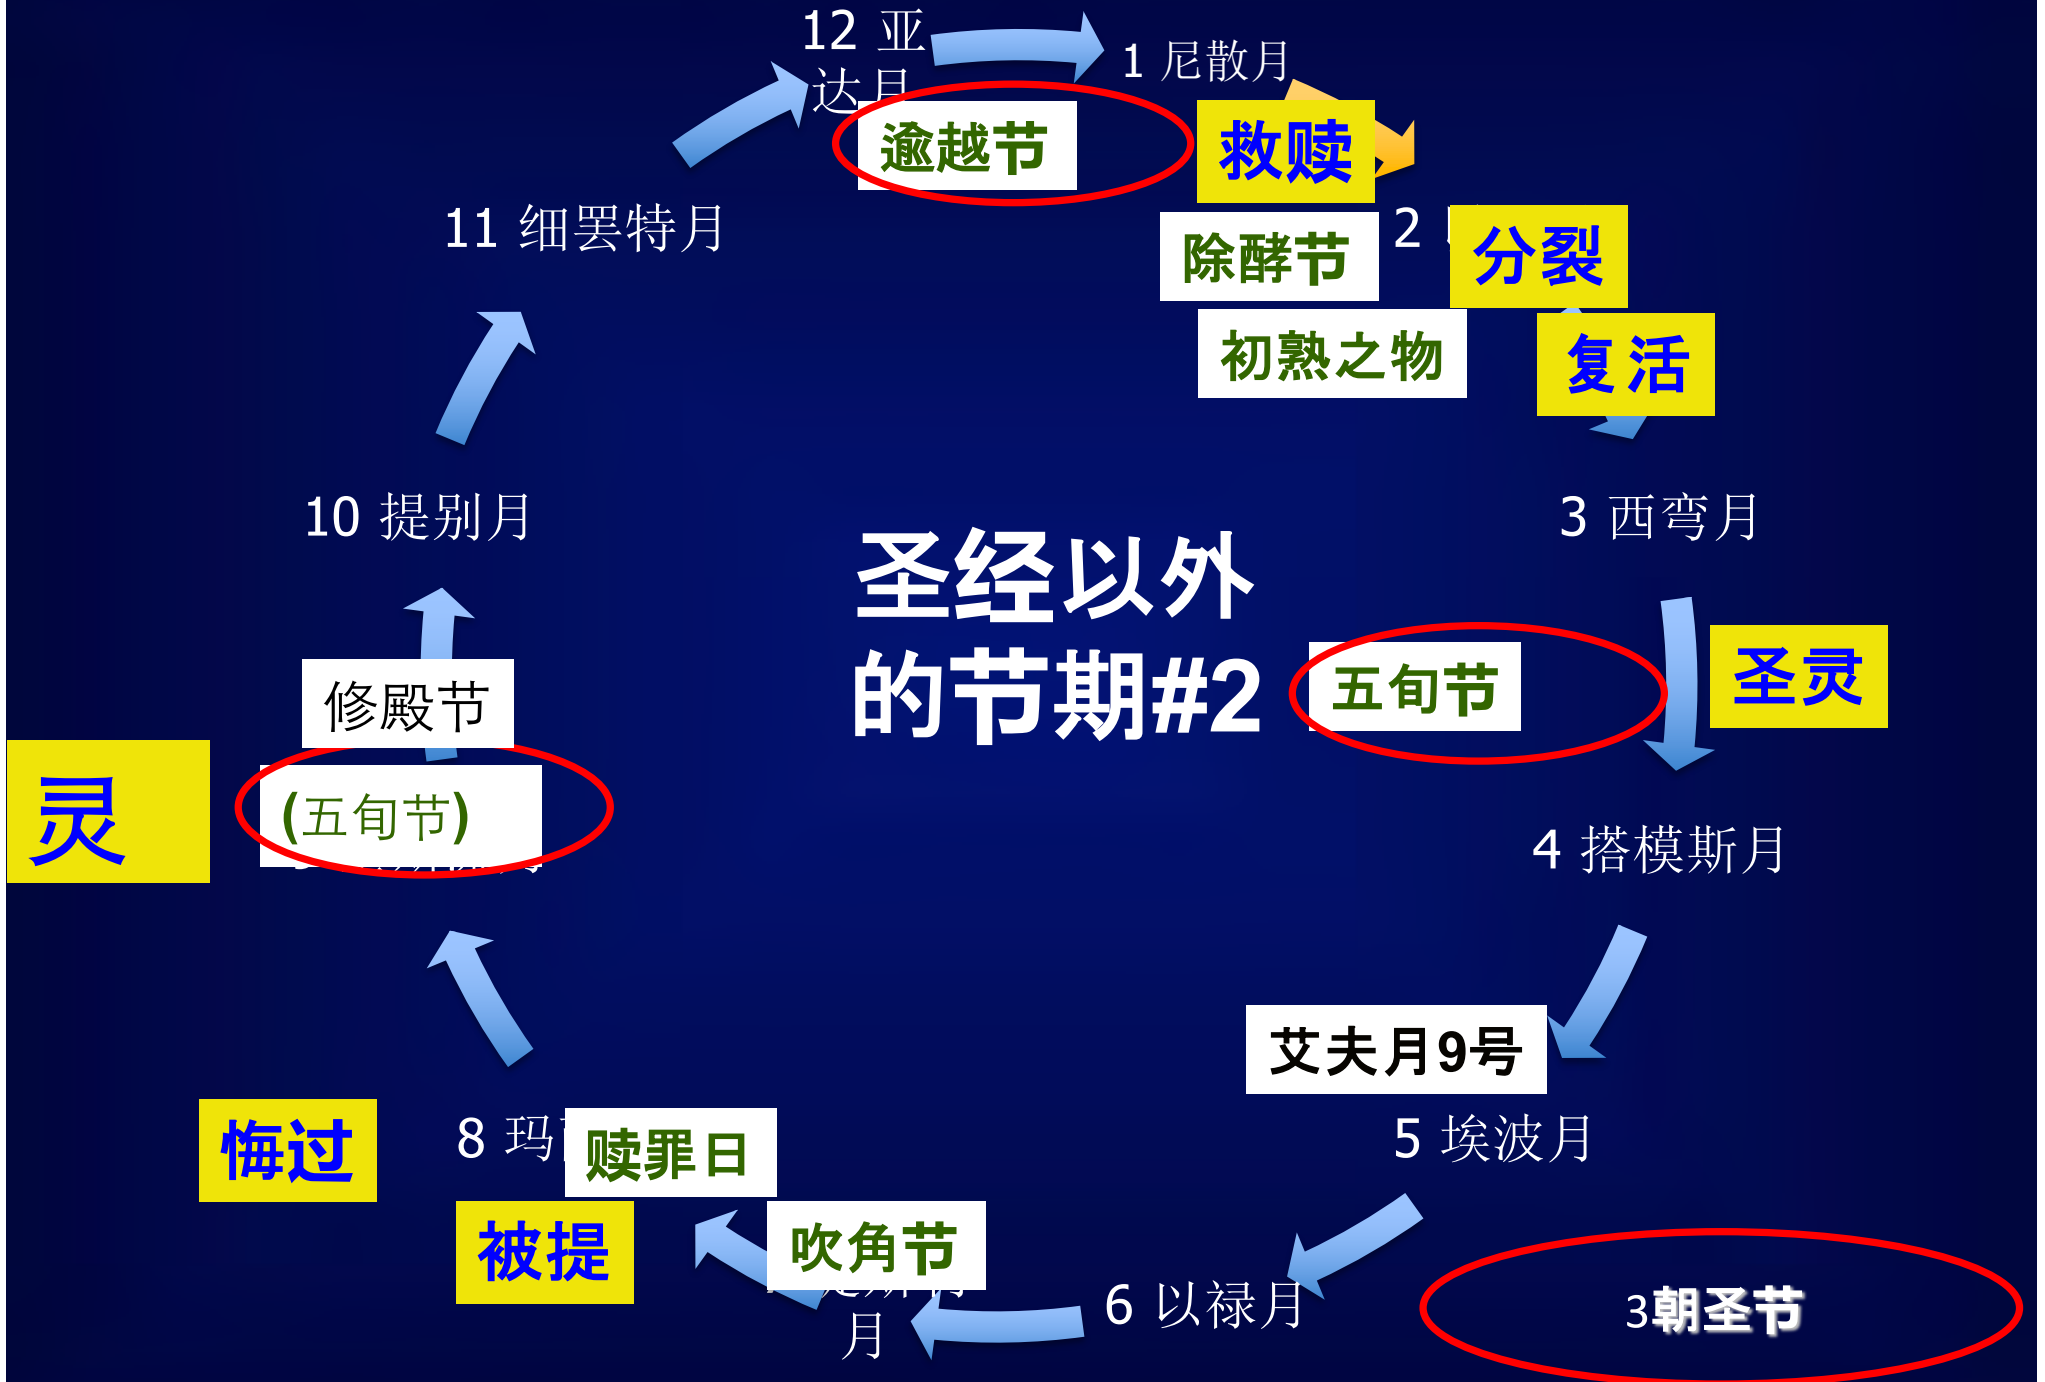 12 亚
达月
1 尼散月
逾越节
救赎
11 细罢特月
除酵节
2
分裂
初熟之物
复活
10 提别月
3 西弯月
圣经以外
的节期#2
五旬节
圣灵
修殿节
灵
(五旬节)
4 搭模斯月
艾夫月9号
悔过
8 玛
赎罪日
5 埃波月
被提
吹角节
月
6 以禄月
3朝圣节